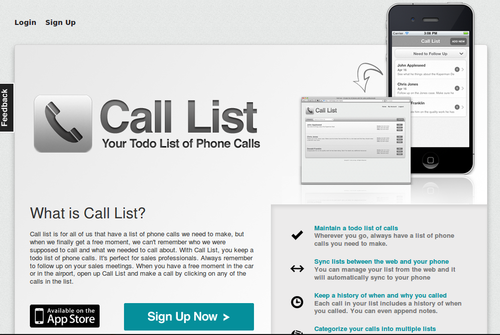 Login Sign Up
Feedback
Call List
Your Todo List of Phone Calls
Call List
Need to Follow Up
John Appleseed
Chris Jones
Franklin
Call List
What is Call List?
Call list is for all of us that have a list of phone calls we need to make, but
when we finally get a free moment, we can't remember who we were
supposed to call and what we needed to call about. With Call List, you keep a
todo list of phone calls. It's perfect for sales professionals. Always remember
to follow up on your sales meetings. When you have a free moment in the car
or in the airport, open up Call List and make a call by clicking on any of the
calls in the list.
Available on the
App Store
Sign Up Now >
Maintain a todo list of calls
Wherever you go, always have a list of phone
calls you need to make.
Sync lists between the web and your phone
You can manage your list from the web and it
will automatically sync to your phone
Keep a history of when and why you called
Each call in your list includes a history of when
you called. You can even append notes.
Categorize your calls into multiple lists